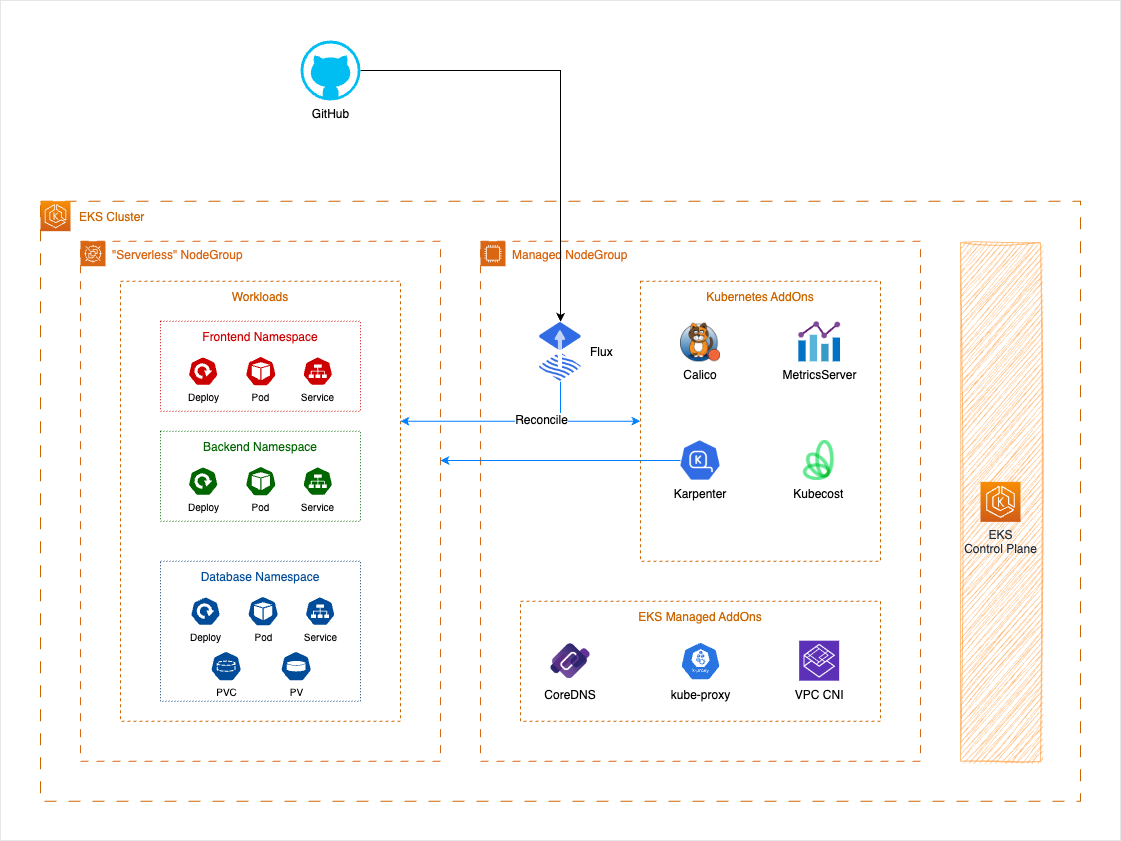 GitHub
EKS Cluster
"Serverless" NodeGroup
Workloads
Frontend Namespace
Deploy
Pod
Service
Backend Namespace
Deploy
Pod
Service
Database Namespace
Deploy
Pod
Service
PVC
PV
Managed NodeGroup
Flux
Reconcile
Kubernetes AddOns
Calico
MetricsServer
Karpenter
Kubecost
EKS Managed AddOns
CoreDNS
kube-proxy
VPC CNI
EKS
Control Plane